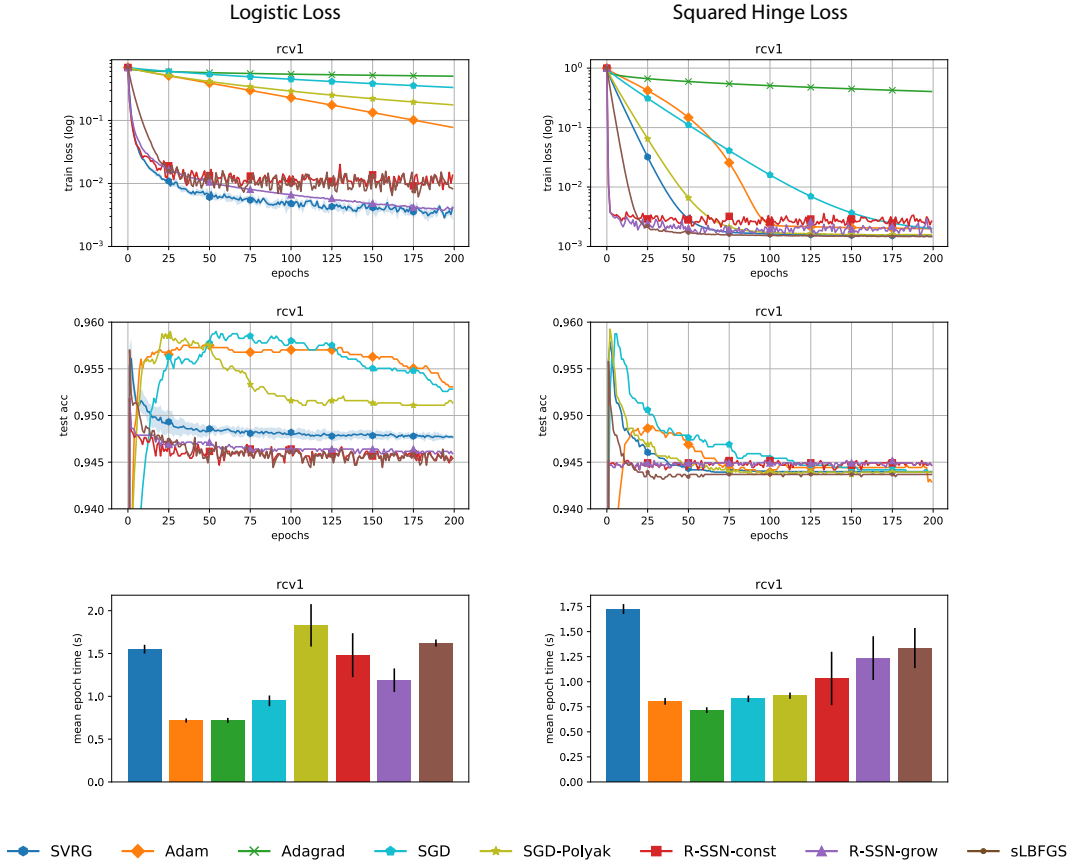 Logistic Loss
Squared Hinge Loss
rcv1
train loss (log)
10⁻¹
10⁻²
10⁻³
0 25 50 75 100 125 150 175 200
epochs
rcv1
train loss (log)
10⁰
10⁻¹
10⁻²
10⁻³
0 25 50 75 100 125 150 175 200
epochs
rcv1
test acc
0.960
0.955
0.950
0.945
0.940
0 25 50 75 100 125 150 175 200
epochs
rcv1
test acc
0.960
0.955
0.950
0.945
0.940
0 25 50 75 100 125 150 175 200
epochs
rcv1
mean epoch time (s)
2.0
1.5
1.0
0.5
0.0
rcv1
mean epoch time (s)
1.75
1.50
1.25
1.00
0.75
0.50
0.25
0.00
SVRG Adam Adagrad SGD SGD-Polyak R-SSN-const R-SSN-grow sLBFGS